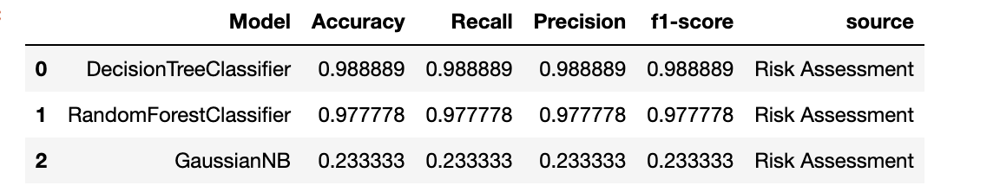 Model Accuracy Recall Precision f1-score source
0 DecisionTreeClassifier 0.988889 0.988889 0.988889 0.988889 Risk Assessment
1 RandomForestClassifier 0.977778 0.977778 0.977778 0.977778 Risk Assessment
2 GaussianNB 0.233333 0.233333 0.233333 0.233333 Risk Assessment